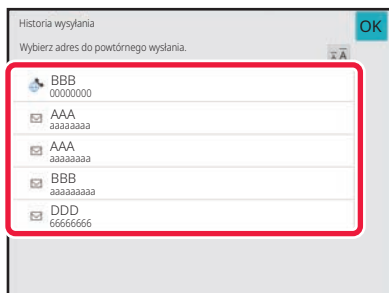 Historia wysyłania
OK
Wybierz adres do powtórnego wysłania.
A A
BBB
00000000
AAA
aaaaaaaa
AAA
aaaaaaaa
BBB
aaaaaaaaa
DDD
66666666